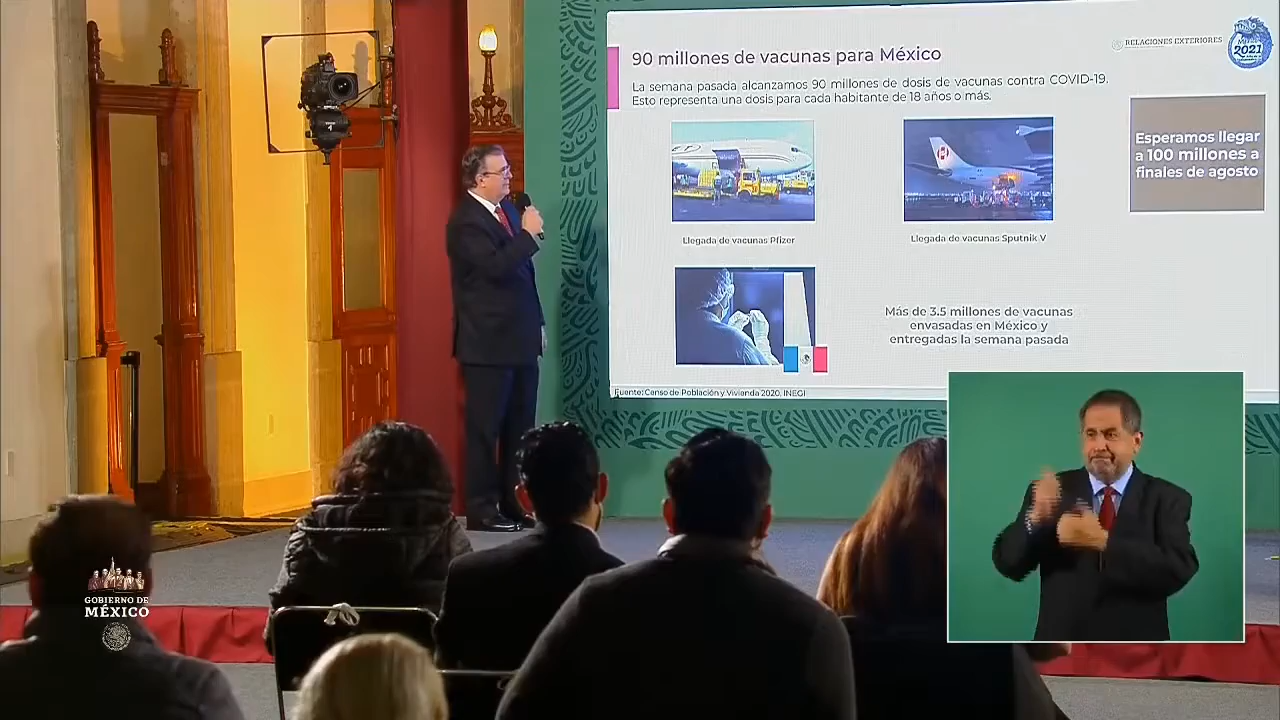 90 millones de vacunas para México
RELACIONES EXTERIORES
2021
La semana pasada alcanzamos 90 millones de dosis de vacunas contra COVID-19.
Esto representa una dosis para cada habitante de 18 años o más.
Esperamos llegar
a 100 millones a
finales de agosto
Llegada de vacunas Pfizer
Llegada de vacunas Sputnik V
Más de 3.5 millones de vacunas
envasadas en México y
entregadas la semana pasada
Fuente: Censo de Población y Vivienda 2020, INEGI
GOBIERNO DE
MÉXICO